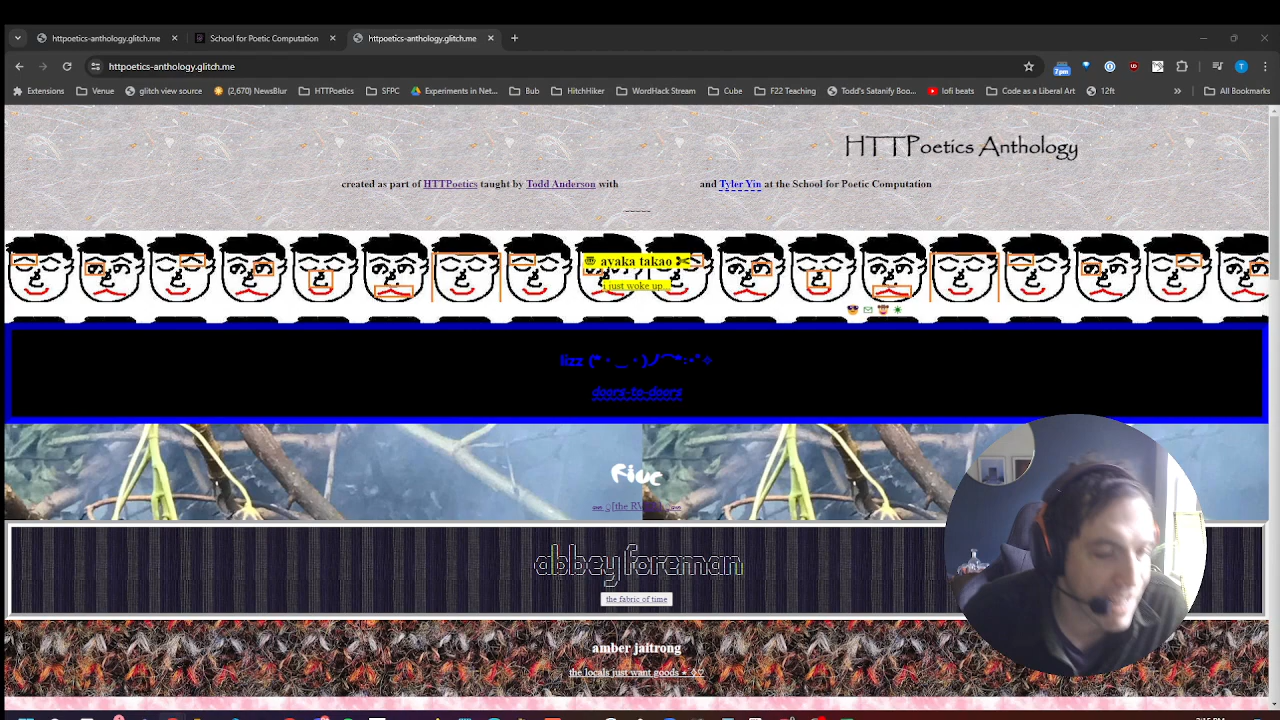 httpoetics-anthology.glitch.me
School for Poetic Computation
httpoetics-anthology.glitch.me
httpoetics-anthology.glitch.me
7pm
Extensions
Venue
glitch view source
(2,670) NewsBlur
HTTPoetics
SFPC
Experiments in Net...
Bub
HitchHiker
WordHack Stream
Cube
F22 Teaching
Todd's Satanify Boo...
lofi beats
Code as a Liberal Art
12ft
All Bookmarks
HTTPoetics Anthology
created as part of HTTPoetics taught by Todd Anderson with and Tyler Yin at the School for Poetic Computation
~~~~~
ayaka takao
i just woke up...
lizz
doors-to-doors
Five
abbey foreman
the fabric of time
amber jaitrong
the locals just want goods